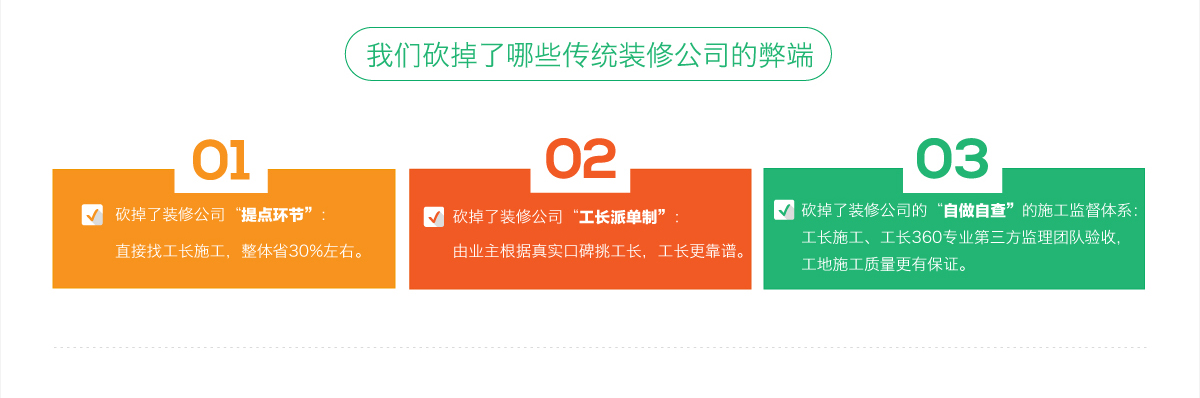 我们砍掉了哪些传统装修公司的弊端
01
砍掉了装修公司“提点环节”：
直接找工长施工，整体省30%左右。
02
砍掉了装修公司“工长派单制”：
由业主根据真实口碑挑工长，工长更靠谱。
03
砍掉了装修公司的“自做自查”的施工监督体系：
工长施工、工长360专业第三方监理团队验收，
工地施工质量更有保证。